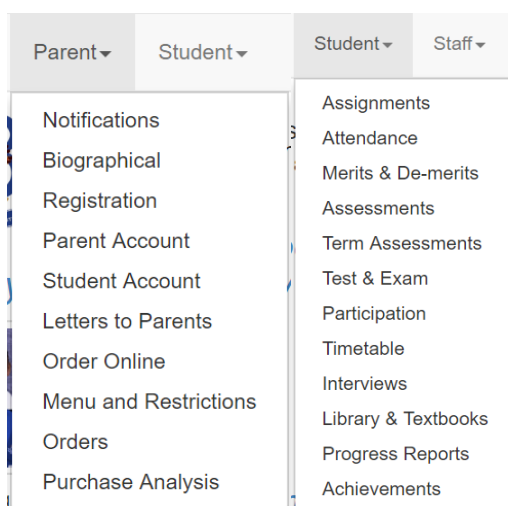 Parent Student
Notifications
Biographical
Registration
Parent Account
Student Account
Letters to Parents
Order Online
Menu and Restrictions
Orders
Purchase Analysis
Student Staff
Assignments
Attendance
Merits & De-merits
Assessments
Term Assessments
Test & Exam
Participation
Timetable
Interviews
Library & Textbooks
Progress Reports
Achievements